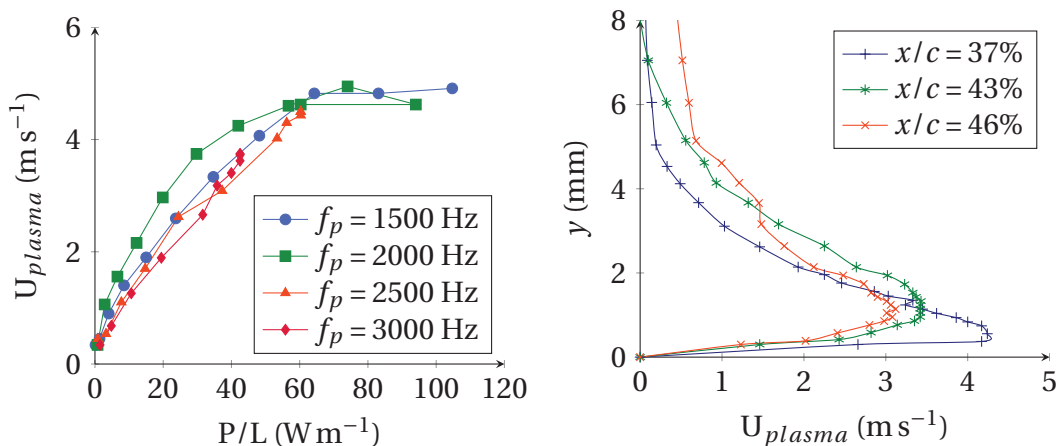 U_plasma (m s⁻¹)
6
4
2
0
0 20 40 60 80 100 120
P/L (W m⁻¹)
f_p = 1500 Hz
f_p = 2000 Hz
f_p = 2500 Hz
f_p = 3000 Hz
y (mm)
8
6
4
2
0
0 1 2 3 4 5
U_plasma (m s⁻¹)
x/c = 37%
x/c = 43%
x/c = 46%